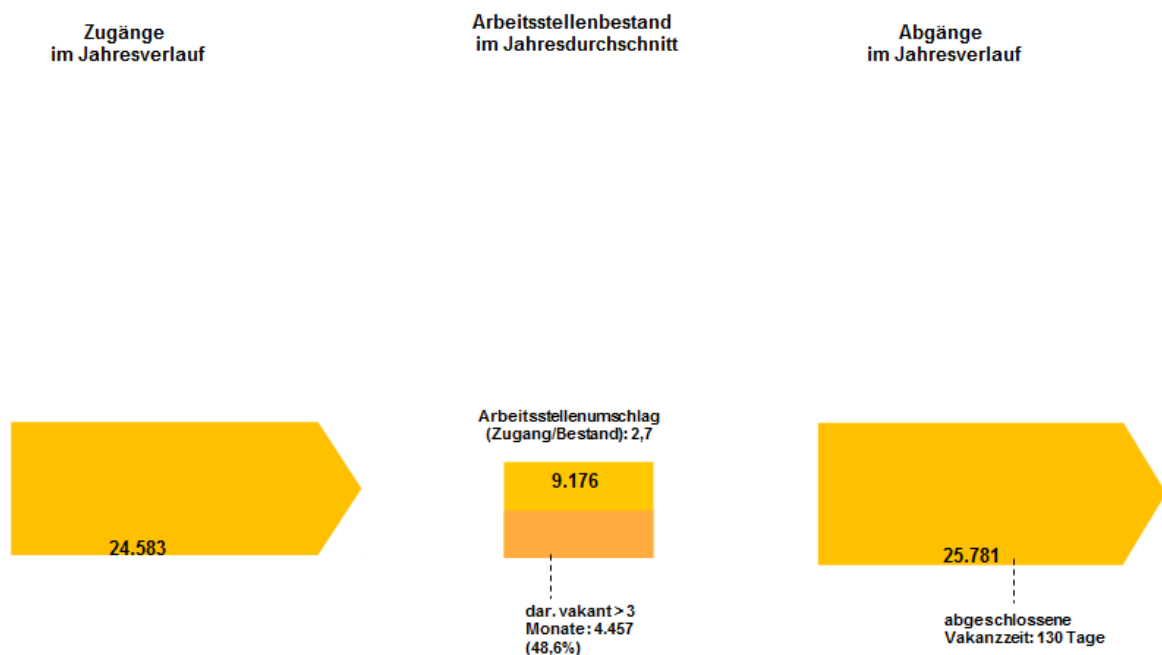 Zugänge
im Jahresverlauf
Arbeitsstellenbestand
im Jahresdurchschnitt
Abgänge
im Jahresverlauf
Arbeitsstellenumschlag
(Zugang/Bestand): 2,7
9.176
24.583
25.781
dar. vakant > 3
Monate: 4.457
(48,6%)
abgeschlossene
Vakanzzeit: 130 Tage